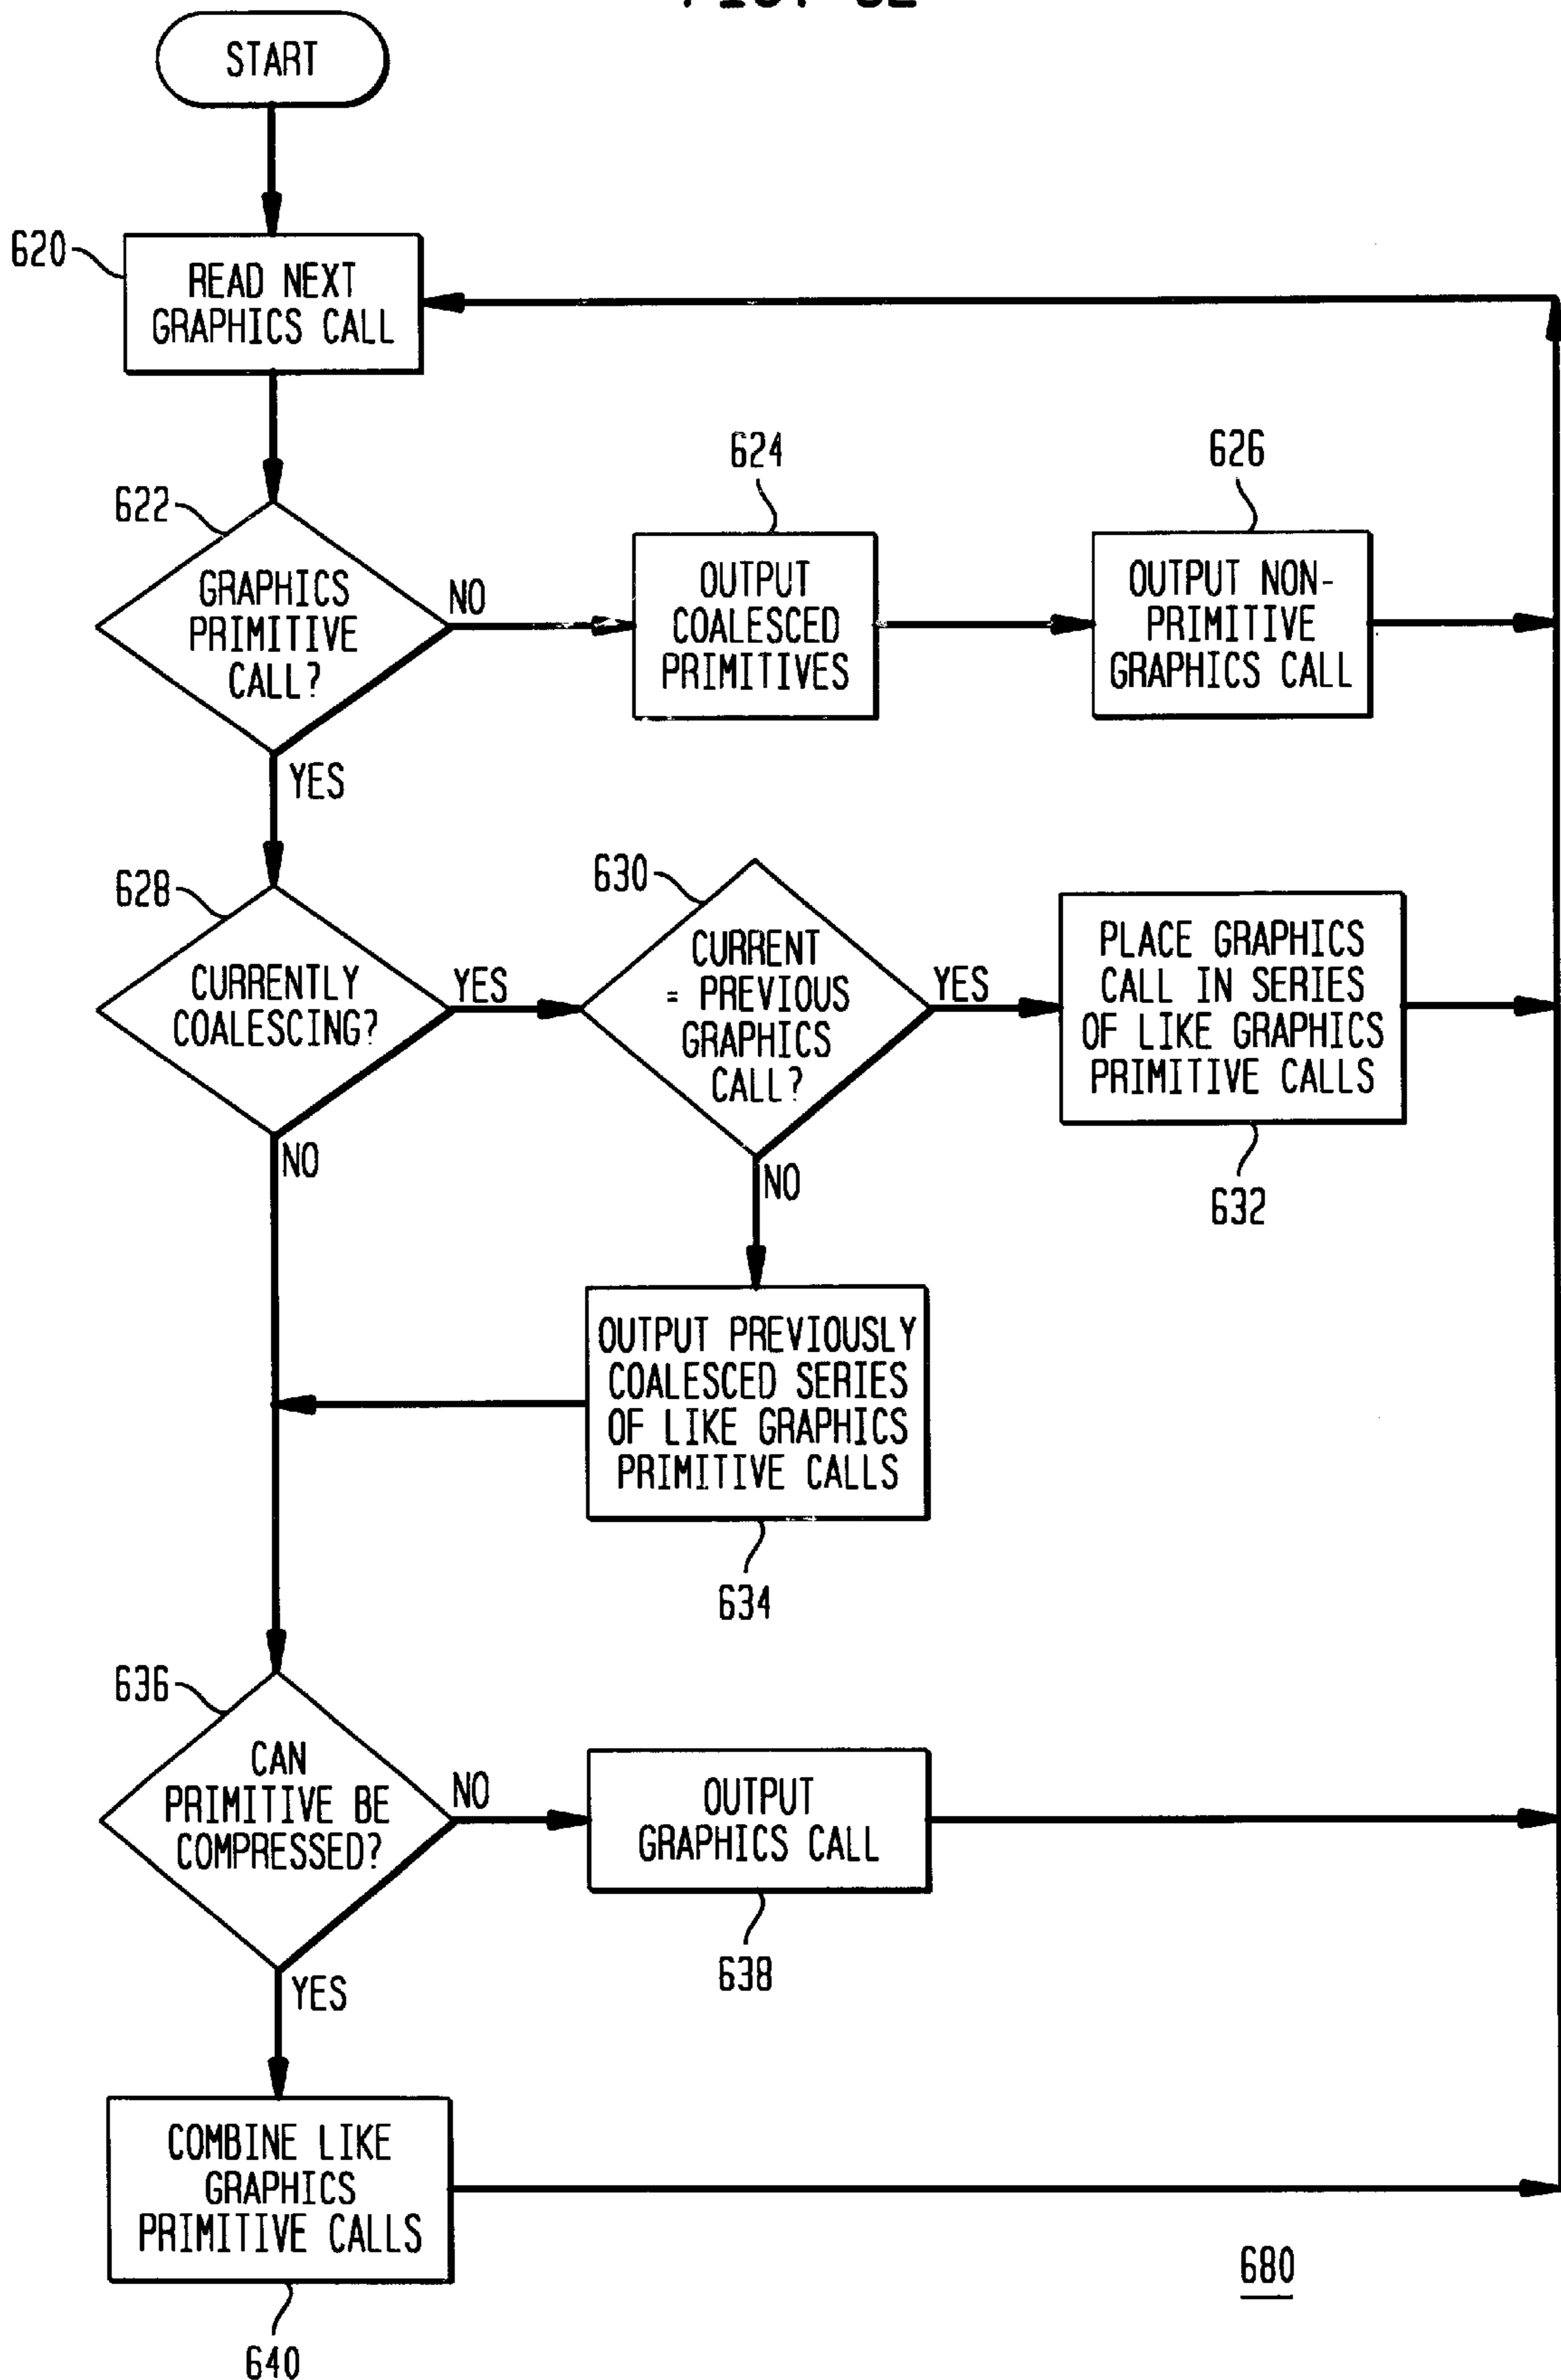 START
620
READ NEXT
GRAPHICS CALL
622
GRAPHICS
PRIMITIVE
CALL?
NO
YES
624
OUTPUT
COALESCED
PRIMITIVES
626
OUTPUT NON-
PRIMITIVE
GRAPHICS CALL
628
CURRENTLY
COALESCING?
YES
NO
630
CURRENT
= PREVIOUS
GRAPHICS
CALL?
YES
NO
PLACE GRAPHICS
CALL IN SERIES
OF LIKE GRAPHICS
PRIMITIVE CALLS
632
OUTPUT PREVIOUSLY
COALESCED SERIES
OF LIKE GRAPHICS
PRIMITIVE CALLS
634
636
CAN
PRIMITIVE BE
COMPRESSED?
NO
YES
OUTPUT
GRAPHICS CALL
638
COMBINE LIKE
GRAPHICS
PRIMITIVE CALLS
640
680